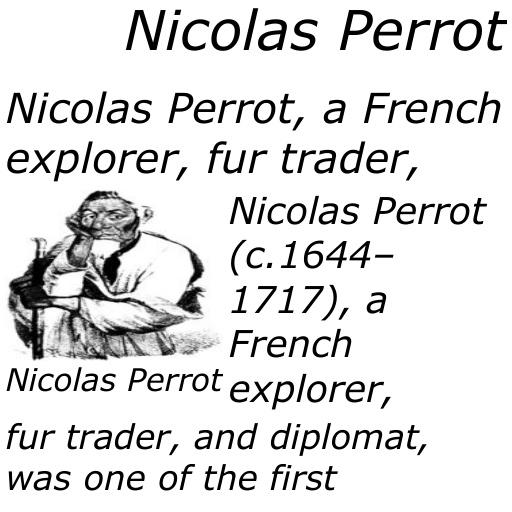 Nicolas Perrot
Nicolas Perrot, a French
explorer, fur trader,
Nicolas Perrot
(c.1644–
1717), a
French
explorer,
Nicolas Perrot
fur trader, and diplomat,
was one of the first